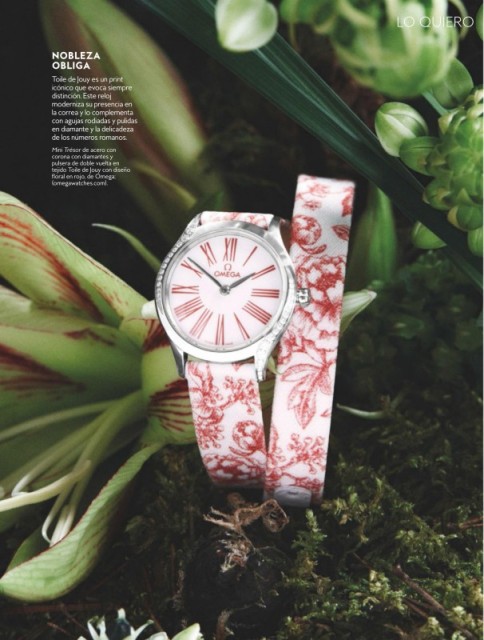 LO QUIERO
NOBLEZA
OBLIGA
Toile de Jouy es un print
icónico que evoca siempre
distinción. Este reloj
moderniza su presencia en
la correa y lo complementa
con agujas rodiadas y pulidas
en diamante y la delicadeza
de los números romanos.
Mini Trésor de acero con
corona con diamantes y
pulsera de doble vuelta en
tejido Toile de Jouy con diseño
floral en rojo, de Omega
(omegawatches.com).
Ω
OMEGA